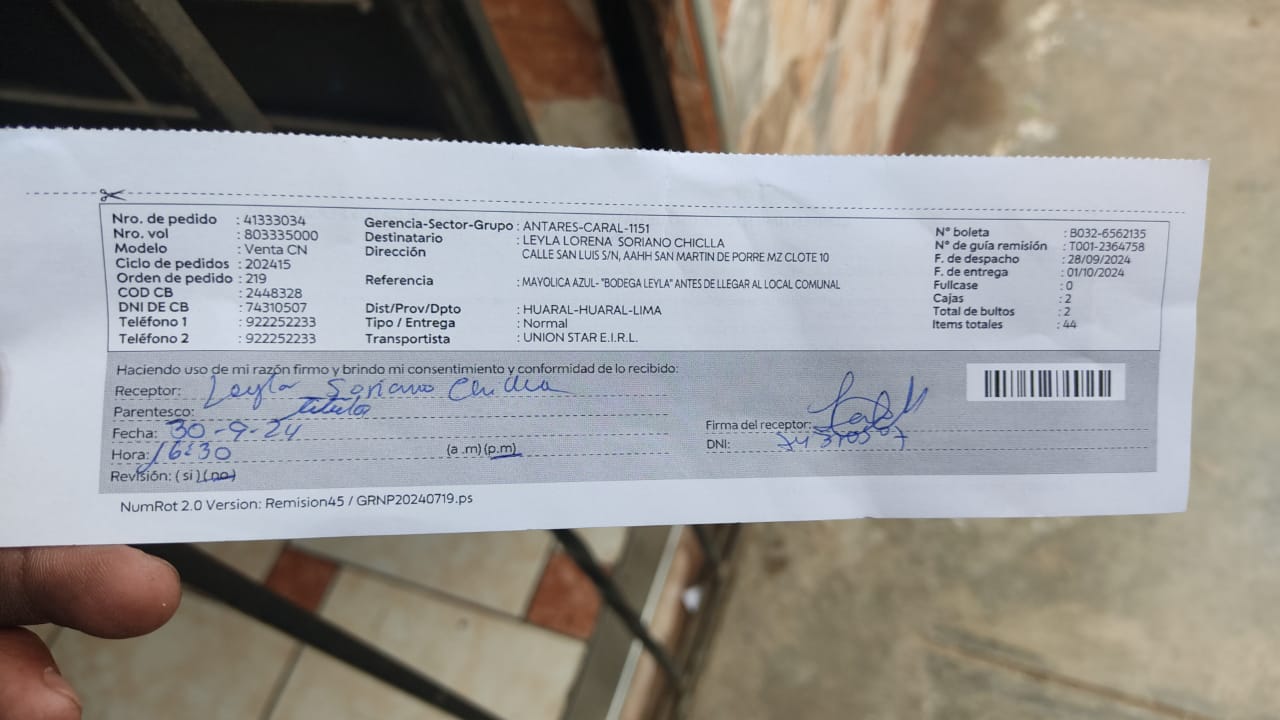 Nro. de pedido : 41333034
Nro. vol : 803335000
Modelo : Venta CN
Ciclo de pedidos : 202415
Orden de pedido : 219
COD CB : 2448328
DNI DE CB : 74310507
Teléfono 1 : 922252233
Teléfono 2 : 922252233
Gerencia-Sector-Grupo : ANTARES-CARAL-1151
Destinatario : LEYLA LORENA SORIANO CHICLLA
Dirección CALLE SAN LUIS S/N, AAHH SAN MARTIN DE PORRE MZ CLOTE 10
Referencia : MAYOLICA AZUL- "BODEGA LEYLA" ANTES DE LLEGAR AL LOCAL COMUNAL
Dist/Prov/Dpto : HUARAL-HUARAL-LIMA
Tipo / Entrega : Normal
Transportista : UNION STAR E.I.R.L.
N° boleta : B032-6562135
N° de guía remisión : T001-2364758
F. de despacho : 28/09/2024
F. de entrega : 01/10/2024
Fullcase : 0
Cajas : 2
Total de bultos : 2
Items totales : 44
Haciendo uso de mi razón firmo y brindo mi consentimiento y conformidad de lo recibido:
Receptor: Leyla Soriano Chiclla
Parentesco: titular
Fecha: 30-9-24
Hora: 16:30 (a .m) (p.m)
Revisión: ( si ) (no)
Firma del receptor:
DNI: 74310507
NumRot 2.0 Version: Remision45 / GRNP20240719.ps